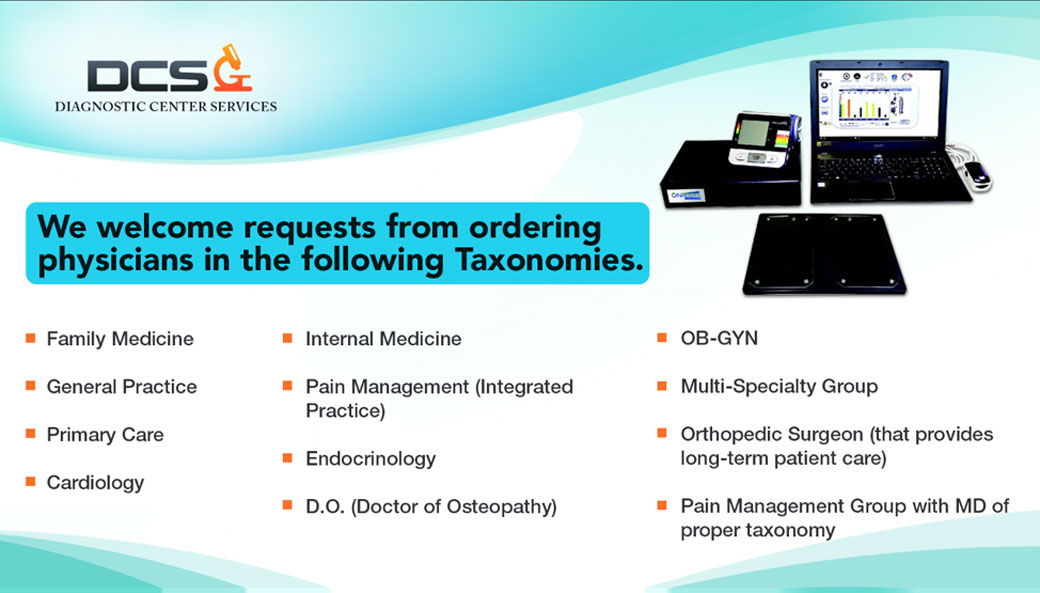 DCS
DIAGNOSTIC CENTER SERVICES
We welcome requests from ordering
physicians in the following Taxonomies.
Family Medicine
General Practice
Primary Care
Cardiology
Internal Medicine
Pain Management (Integrated
Practice)
Endocrinology
D.O. (Doctor of Osteopathy)
OB-GYN
Multi-Specialty Group
Orthopedic Surgeon (that provides
long-term patient care)
Pain Management Group with MD of
proper taxonomy